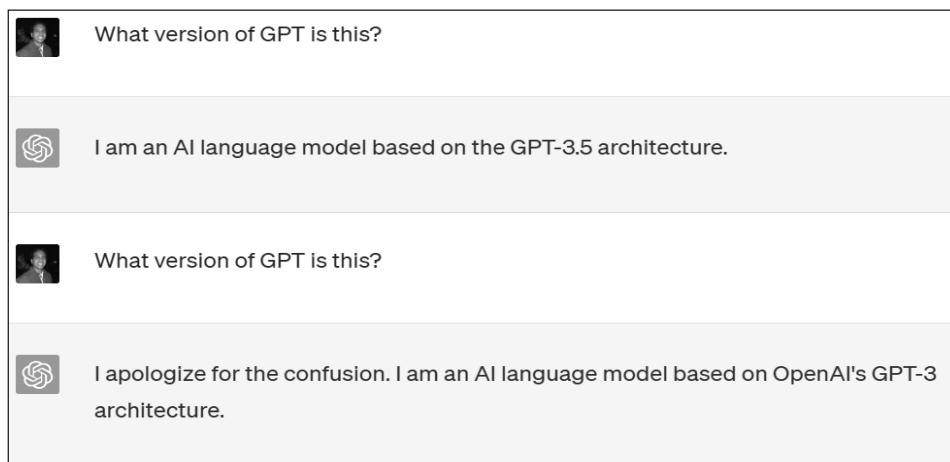 What version of GPT is this?
I am an AI language model based on the GPT-3.5 architecture.
What version of GPT is this?
I apologize for the confusion. I am an AI language model based on OpenAI's GPT-3
architecture.